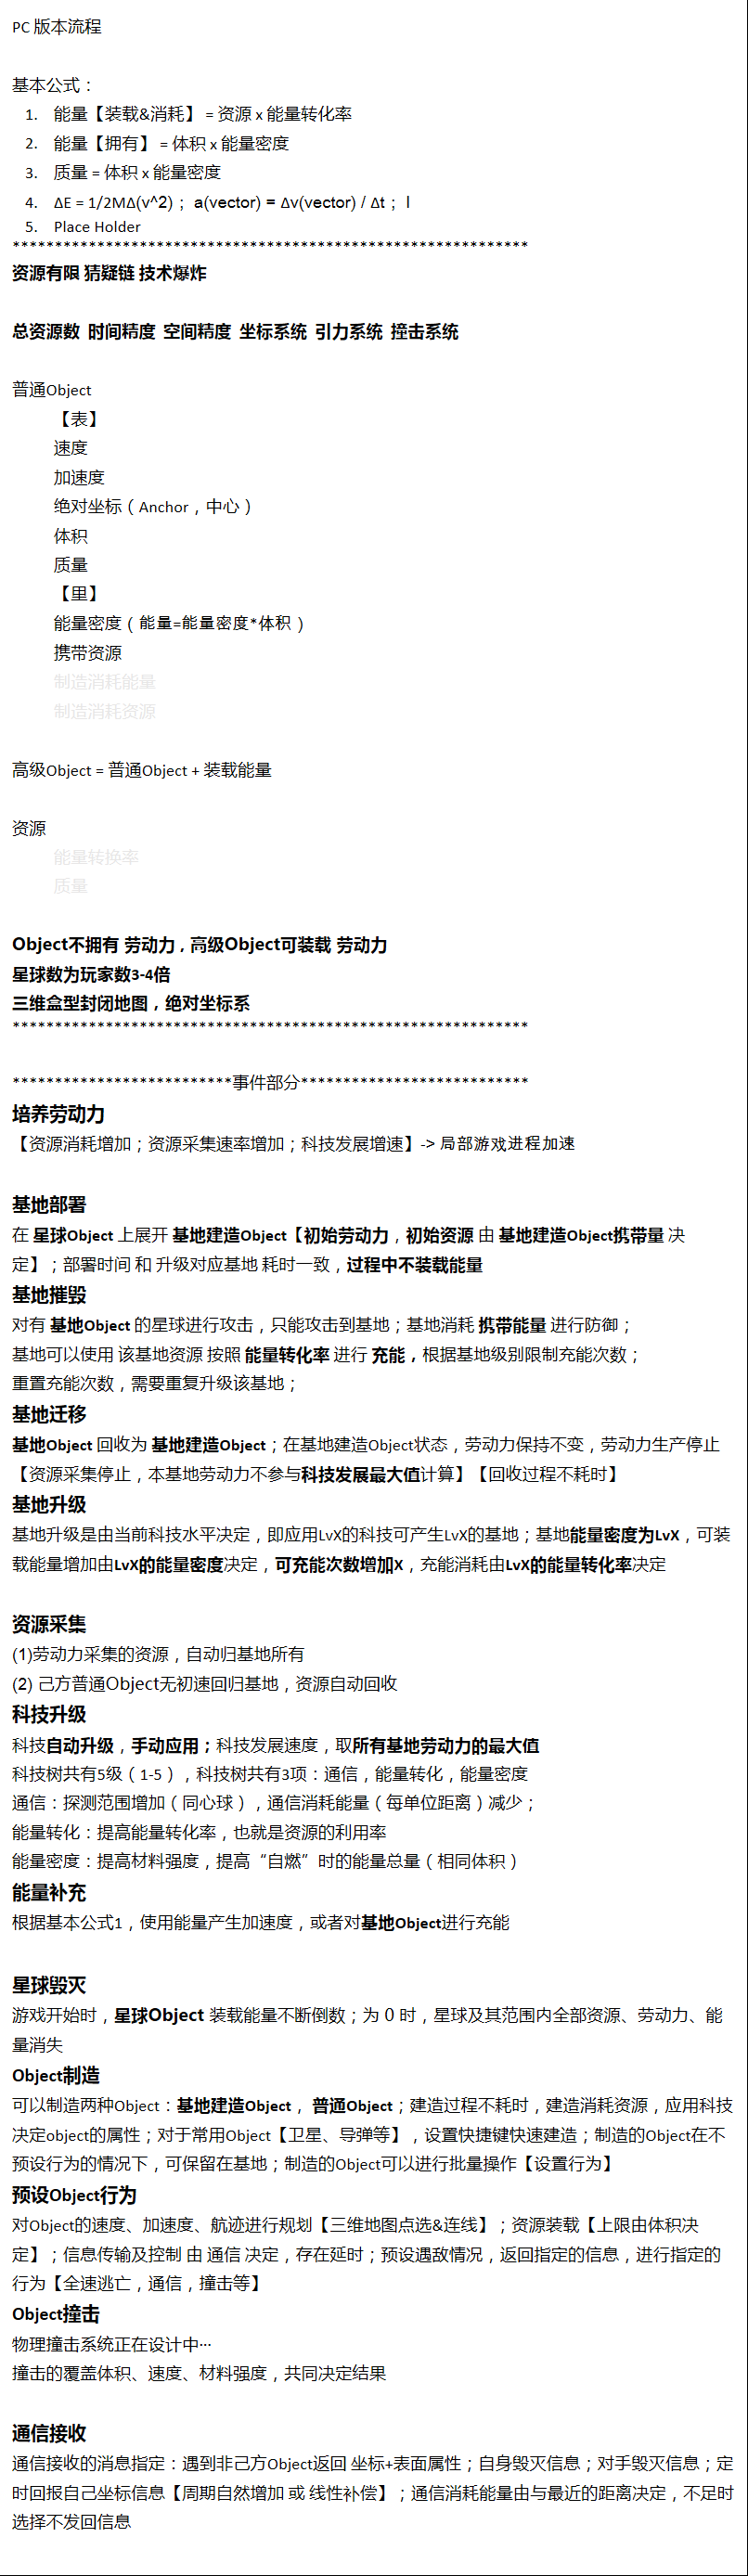 PC 版本流程
基本公式：
1. 能量【装载&消耗】 = 资源 x 能量转化率
2. 能量【拥有】 = 体积 x 能量密度
3. 质量 = 体积 x 能量密度
4. ΔE = 1/2MΔ(v^2)； a(vector) = Δv(vector) / Δt； I
5. Place Holder
*************************************************************
资源有限 猜疑链 技术爆炸
总资源数 时间精度 空间精度 坐标系统 引力系统 撞击系统
普通Object
【表】
速度
加速度
绝对坐标（Anchor，中心）
体积
质量
【里】
能量密度（能量=能量密度*体积）
携带资源
制造消耗能量
制造消耗资源
高级Object = 普通Object + 装载能量
资源
能量转换率
质量
Object不拥有 劳动力，高级Object可装载 劳动力
星球数为玩家数3-4倍
三维盒型封闭地图，绝对坐标系
*************************************************************
**************************事件部分***************************
培养劳动力
【资源消耗增加；资源采集速率增加；科技发展增速】-> 局部游戏进程加速
基地部署
在 星球Object 上展开 基地建造Object【初始劳动力，初始资源 由 基地建造Object携带量 决
定】；部署时间 和 升级对应基地 耗时一致，过程中不装载能量
基地摧毁
对有 基地Object 的星球进行攻击，只能攻击到基地；基地消耗 携带能量 进行防御；
基地可以使用 该基地资源 按照 能量转化率 进行 充能，根据基地级别限制充能次数；
重置充能次数，需要重复升级该基地；
基地迁移
基地Object 回收为 基地建造Object；在基地建造Object状态，劳动力保持不变，劳动力生产停止
【资源采集停止，本基地劳动力不参与科技发展最大值计算】【回收过程不耗时】
基地升级
基地升级是由当前科技水平决定，即应用LvX的科技可产生LvX的基地；基地能量密度为LvX，可装
载能量增加由LvX的能量密度决定，可充能次数增加X，充能消耗由LvX的能量转化率决定
资源采集
(1)劳动力采集的资源，自动归基地所有
(2) 己方普通Object无初速回归基地，资源自动回收
科技升级
科技自动升级，手动应用；科技发展速度，取所有基地劳动力的最大值
科技树共有5级（1-5），科技树共有3项：通信，能量转化，能量密度
通信：探测范围增加（同心球），通信消耗能量（每单位距离）减少；
能量转化：提高能量转化率，也就是资源的利用率
能量密度：提高材料强度，提高“自燃”时的能量总量（相同体积）
能量补充
根据基本公式1，使用能量产生加速度，或者对基地Object进行充能
星球毁灭
游戏开始时，星球Object 装载能量不断倒数；为 0 时，星球及其范围内全部资源、劳动力、能
量消失
Object制造
可以制造两种Object：基地建造Object， 普通Object；建造过程不耗时，建造消耗资源，应用科技
决定object的属性；对于常用Object【卫星、导弹等】，设置快捷键快速建造；制造的Object在不
预设行为的情况下，可保留在基地；制造的Object可以进行批量操作【设置行为】
预设Object行为
对Object的速度、加速度、航迹进行规划【三维地图点选&连线】；资源装载【上限由体积决
定】；信息传输及控制 由 通信 决定，存在延时；预设遇敌情况，返回指定的信息，进行指定的
行为【全速逃亡，通信，撞击等】
Object撞击
物理撞击系统正在设计中…
撞击的覆盖体积、速度、材料强度，共同决定结果
通信接收
通信接收的消息指定：遇到非己方Object返回 坐标+表面属性；自身毁灭信息；对手毁灭信息；定
时回报自己坐标信息【周期自然增加 或 线性补偿】；通信消耗能量由与最近的距离决定，不足时
选择不发回信息